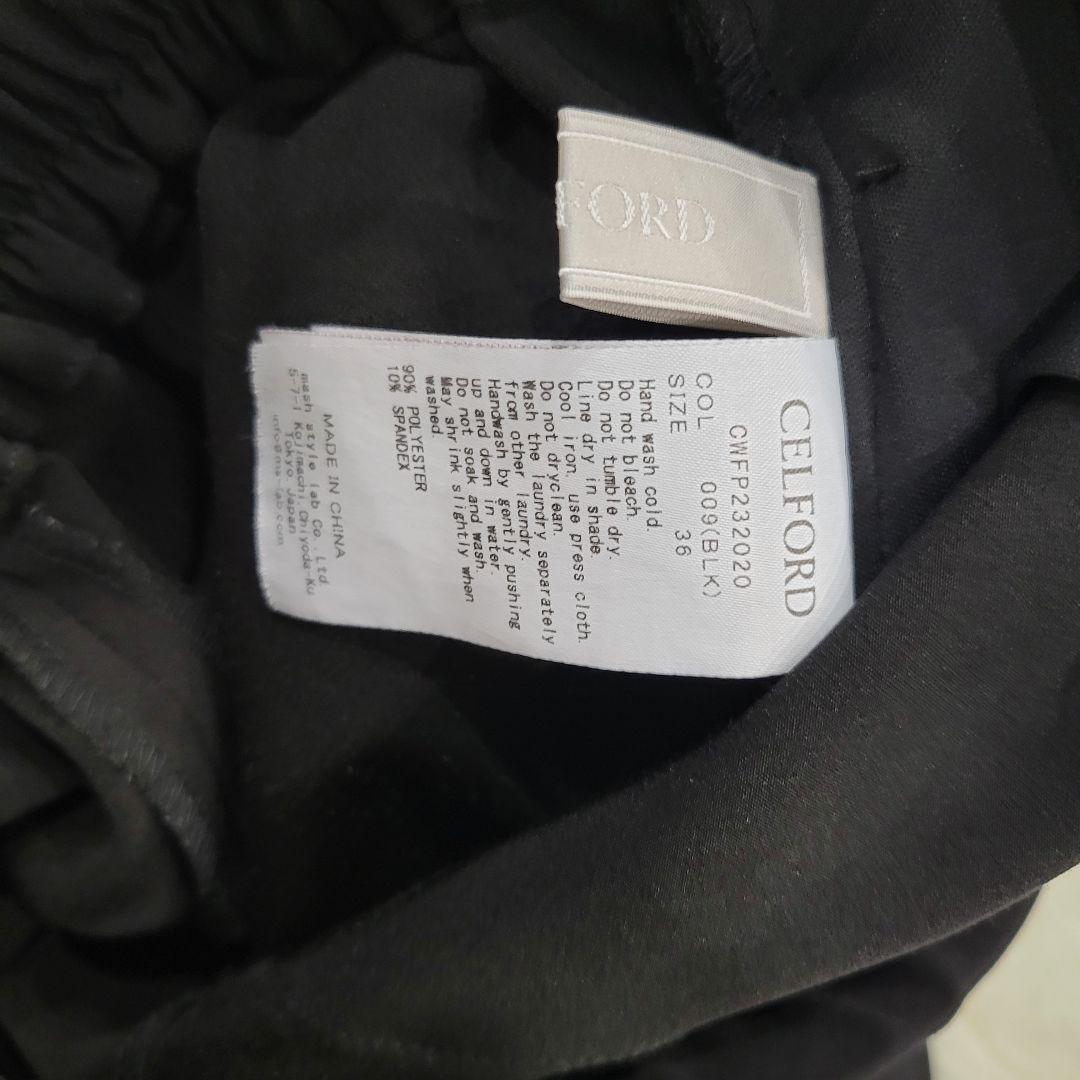 FORD
CELFORD
CWFP232020
COL 009(BLK)
SIZE 36
Hand wash cold.
Do not bleach.
Do not tumble dry.
Line dry in shade.
Cool iron, use press cloth.
Do not dryclean.
Wash the laundry separately
from other laundry.
Handwash by gently pushing
up and down in water.
Do not soak and wash.
May shrink slightly when
washed.
90% POLYESTER
10% SPANDEX
MADE IN CHINA
mash style lab Co.,Ltd.
5-7-1 Kojimachi Chiyoda-Ku
Tokyo Japan
info@ms-lab.com